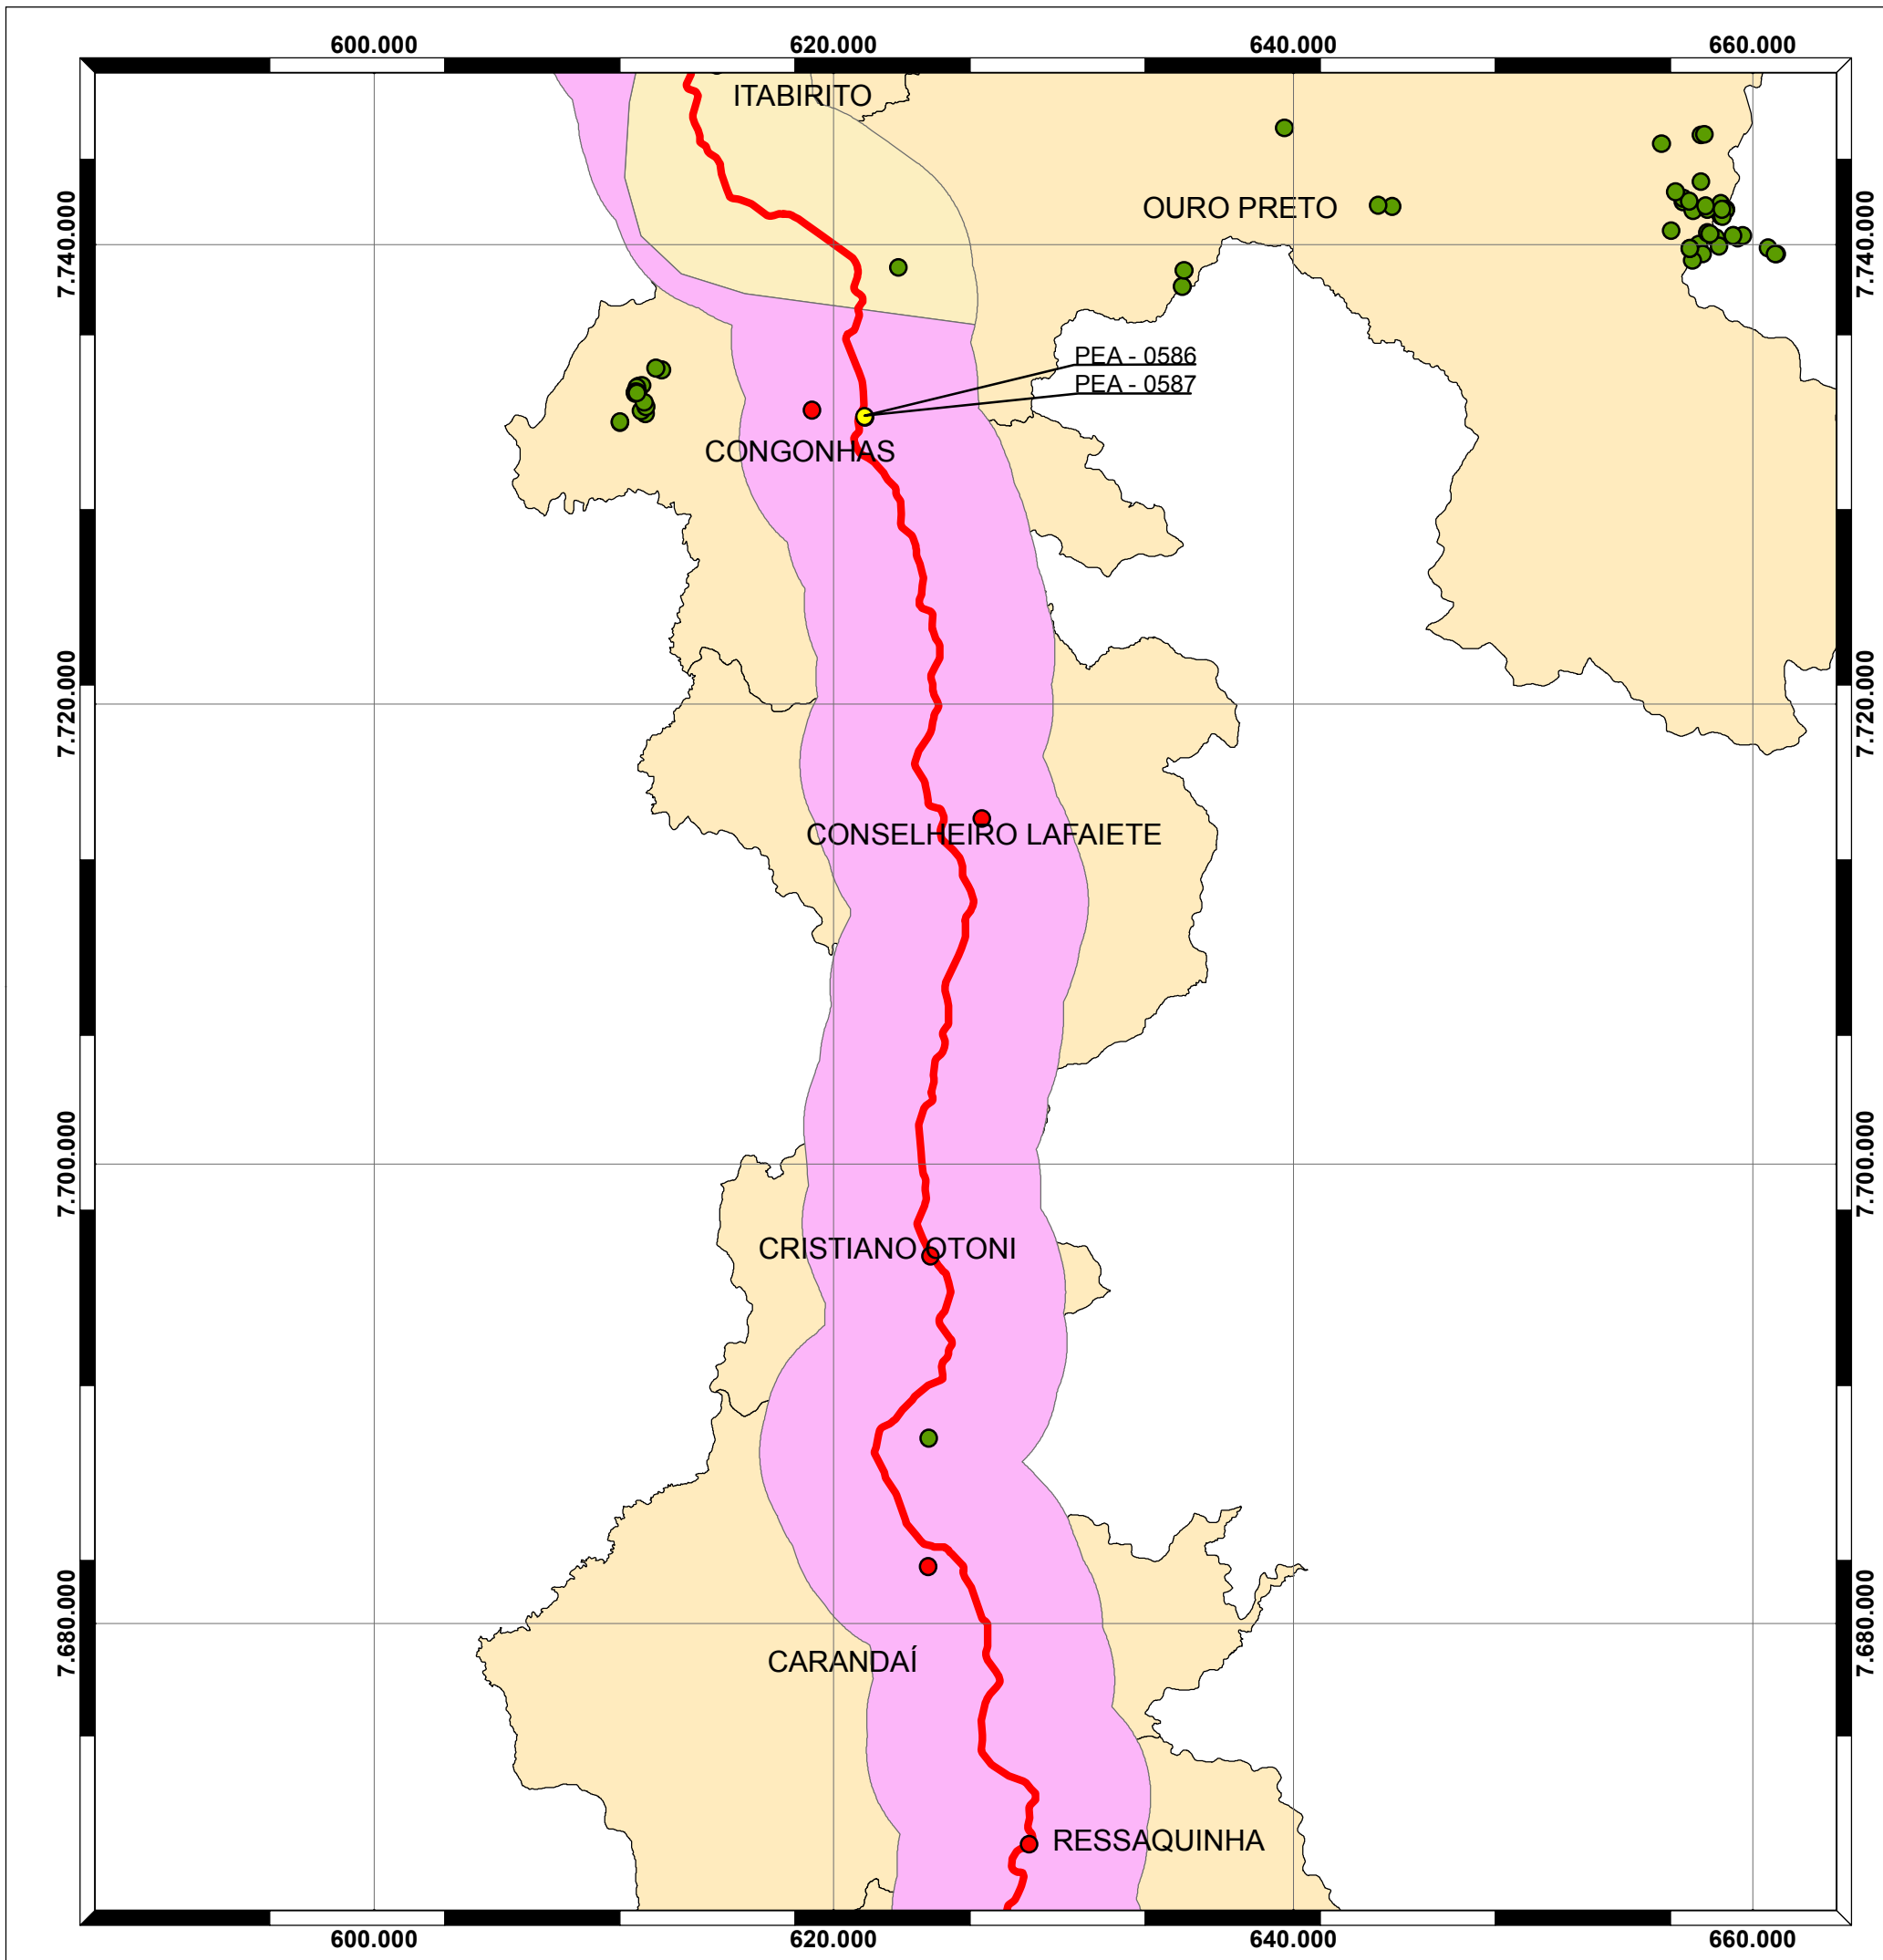 600.000 620.000 640.000 660.000
ITABIRITO
OURO PRETO
7.740.000 7.740.000
PEA - 0586
PEA - 0587
CONGONHAS
7.720.000 7.720.000
CONSELHEIRO LAFAIETE
7.700.000 7.700.000
CRISTIANO OTONI
7.680.000 7.680.000
CARANDAÍ
RESSAQUINHA
600.000 620.000 640.000 660.000